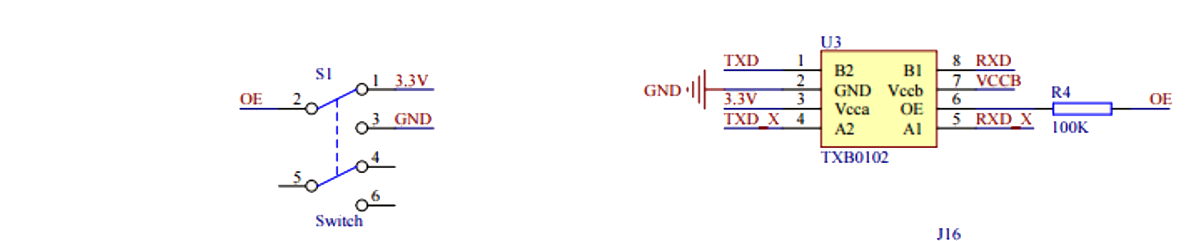 S1
OE 2 1 3.3V
3 GND
4
5
6
Switch
U3
TXD 1 B2 B1 8 RXD
GND 2 GND Vccb 7 VCCB
3.3V 3 Vcca OE 6 R4 OE
TXD_X 4 A2 A1 5 RXD_X 100K
TXB0102
J16